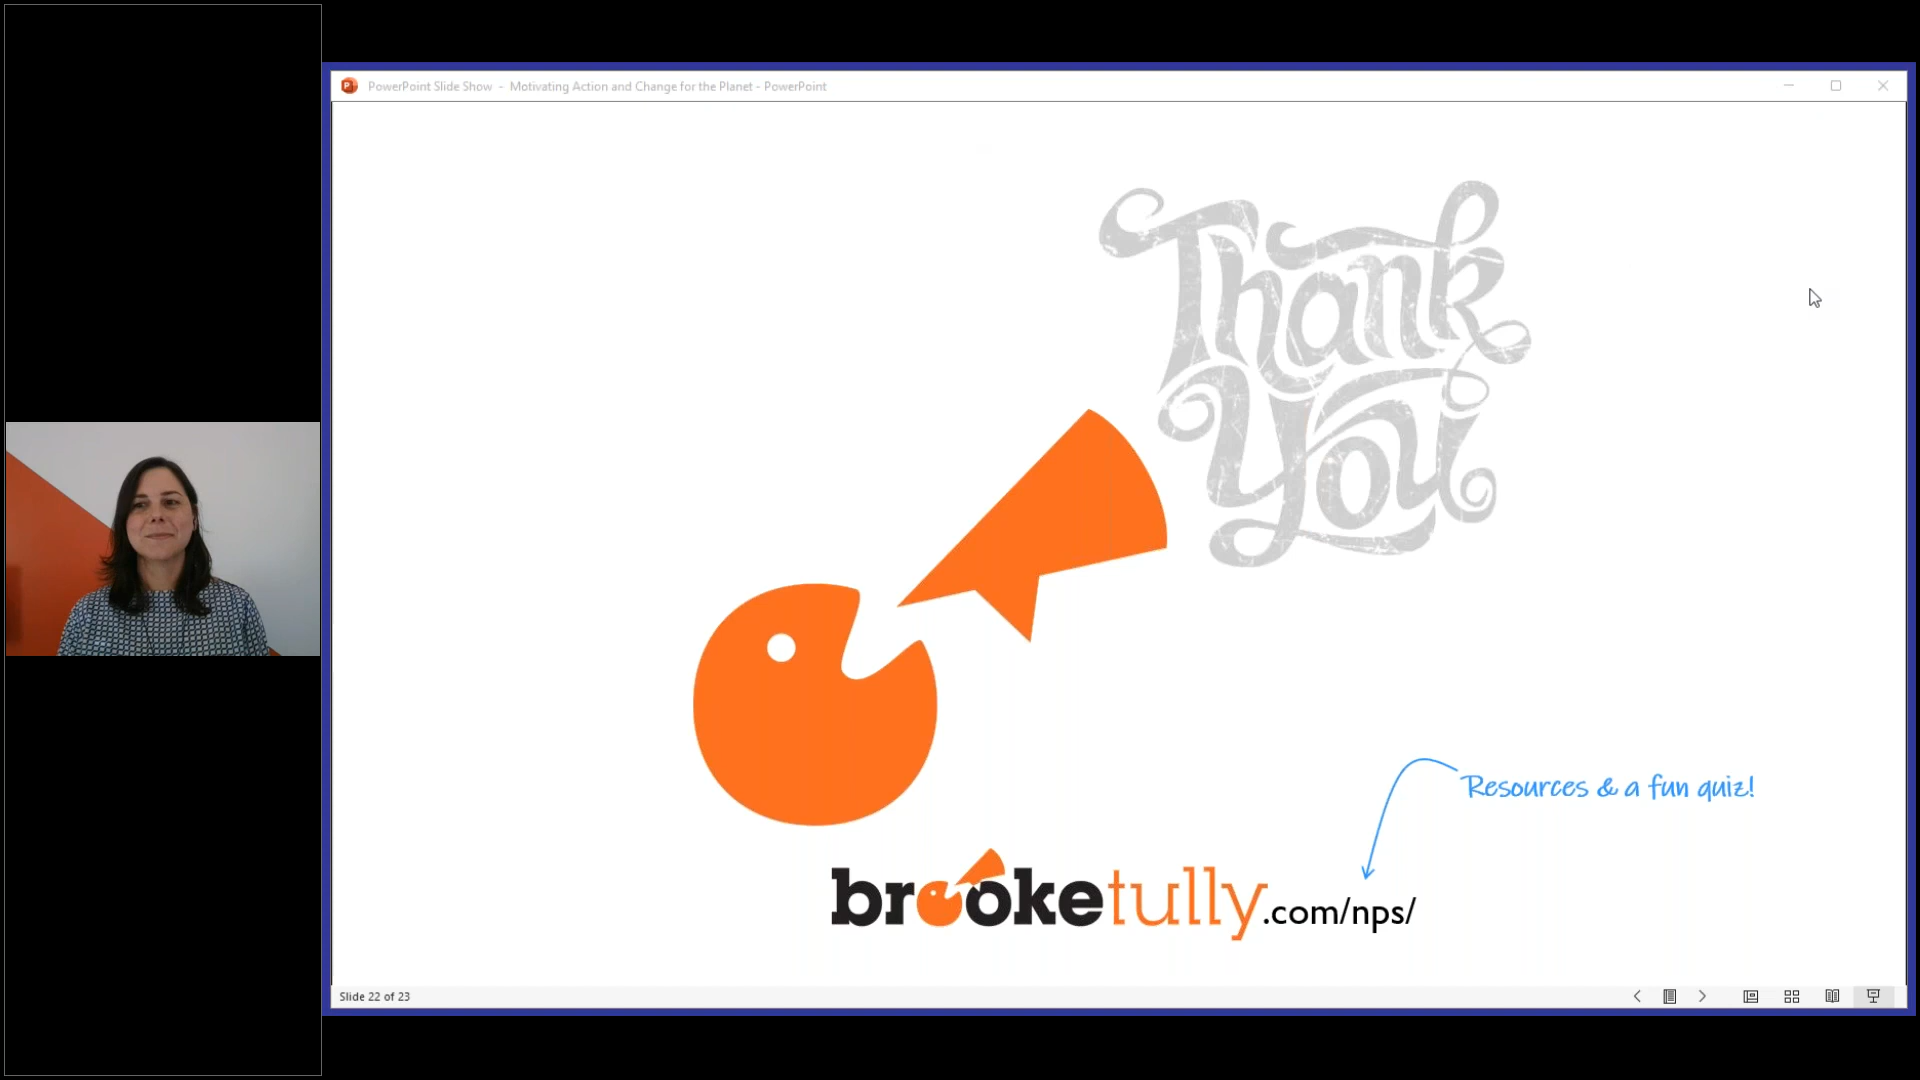 PowerPoint Slide Show - Motivating Action and Change for the Planet - PowerPoint
Thank
You
Resources & a fun quiz!
brooketully.com/nps/
Slide 22 of 23